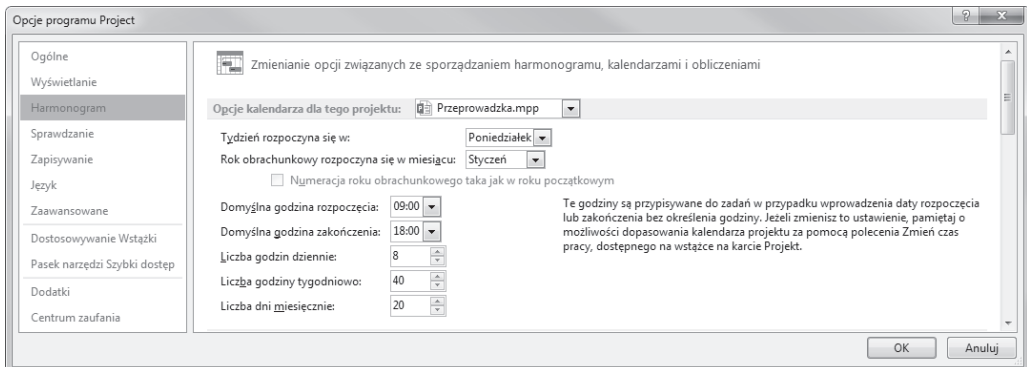 Opcje programu Project
Ogólne
Wyświetlanie
Harmonogram
Sprawdzanie
Zapisywanie
Język
Zaawansowane
Dostosowywanie Wstążki
Pasek narzędzi Szybki dostęp
Dodatki
Centrum zaufania
Zmienianie opcji związanych ze sporządzaniem harmonogramu, kalendarzami i obliczeniami
Opcje kalendarza dla tego projektu: Przeprowadzka.mpp
Tydzień rozpoczyna się w: Poniedziałek
Rok obrachunkowy rozpoczyna się w miesiącu: Styczeń
Numeracja roku obrachunkowego taka jak w roku początkowym
Domyślna godzina rozpoczęcia: 09:00
Domyślna godzina zakończenia: 18:00
Liczba godzin dziennie: 8
Liczba godziny tygodniowo: 40
Liczba dni miesięcznie: 20
Te godziny są przypisywane do zadań w przypadku wprowadzenia daty rozpoczęcia
lub zakończenia bez określenia godziny. Jeżeli zmienisz to ustawienie, pamiętaj o
możliwości dopasowania kalendarza projektu za pomocą polecenia Zmień czas
pracy, dostępnego na wstążce na karcie Projekt.
OK Anuluj